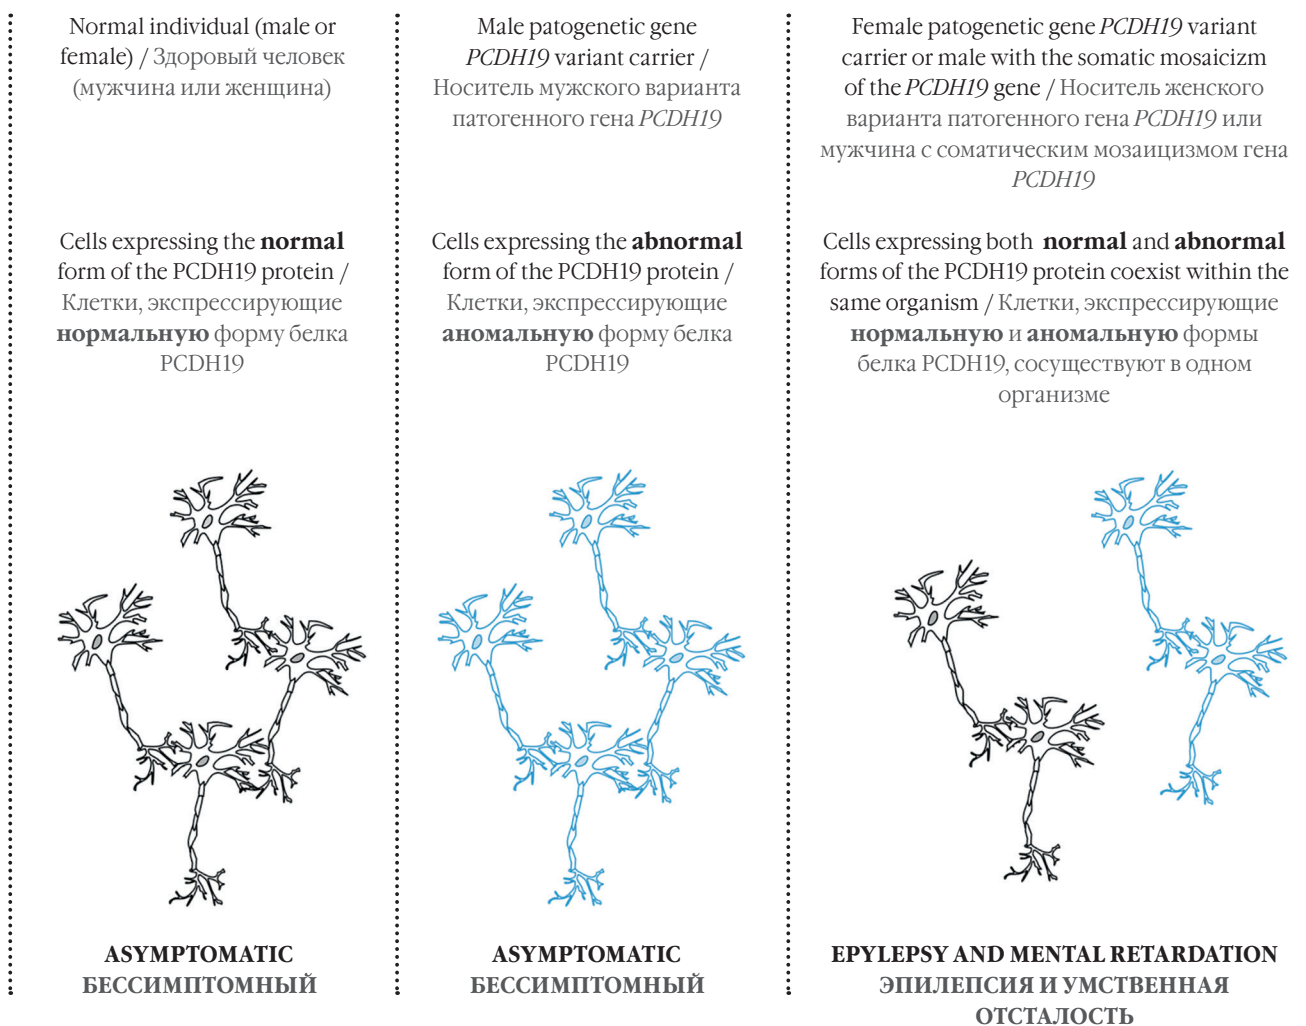 Normal individual (male or
female) / Здоровый человек
(мужчина или женщина)
Male patogenetic gene
PCDH19 variant carrier /
Носитель мужского варианта
патогенного гена PCDH19
Female patogenetic gene PCDH19 variant
carrier or male with the somatic mosaicizm
of the PCDH19 gene / Носитель женского
варианта патогенного гена PCDH19 или
мужчина с соматическим мозаицизмом гена
PCDH19
Cells expressing the normal
form of the PCDH19 protein /
Клетки, экспрессирующие
нормальную форму белка
PCDH19
Cells expressing the abnormal
form of the PCDH19 protein /
Клетки, экспрессирующие
аномальную форму белка
PCDH19
Cells expressing both normal and abnormal
forms of the PCDH19 protein coexist within the
same organism / Клетки, экспрессирующие
нормальную и аномальную формы
белка PCDH19, сосуществуют в одном
организме
ASYMPTOMATIC
БЕССИМПТОМНЫЙ
ASYMPTOMATIC
БЕССИМПТОМНЫЙ
EPYLEPSY AND MENTAL RETARDATION
ЭПИЛЕПСИЯ И УМСТВЕННАЯ
ОТСТАЛОСТЬ